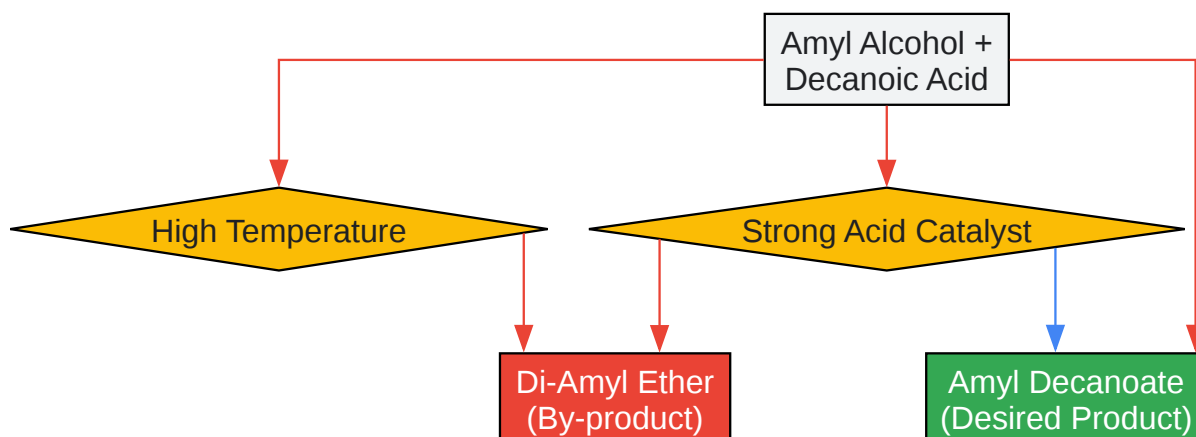 Amyl Alcohol +
Decanoic Acid
High Temperature
Strong Acid Catalyst
Di-Amyl Ether
(By-product)
Amyl Decanoate
(Desired Product)